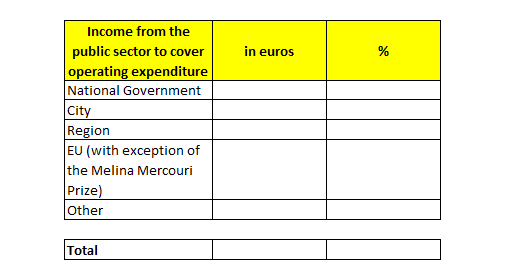 Income from the
public sector to cover in euros %
operating expenditure
National Government
City
Region
EU (with exception of
the Melina Mercouri
Prize)
Other
Total